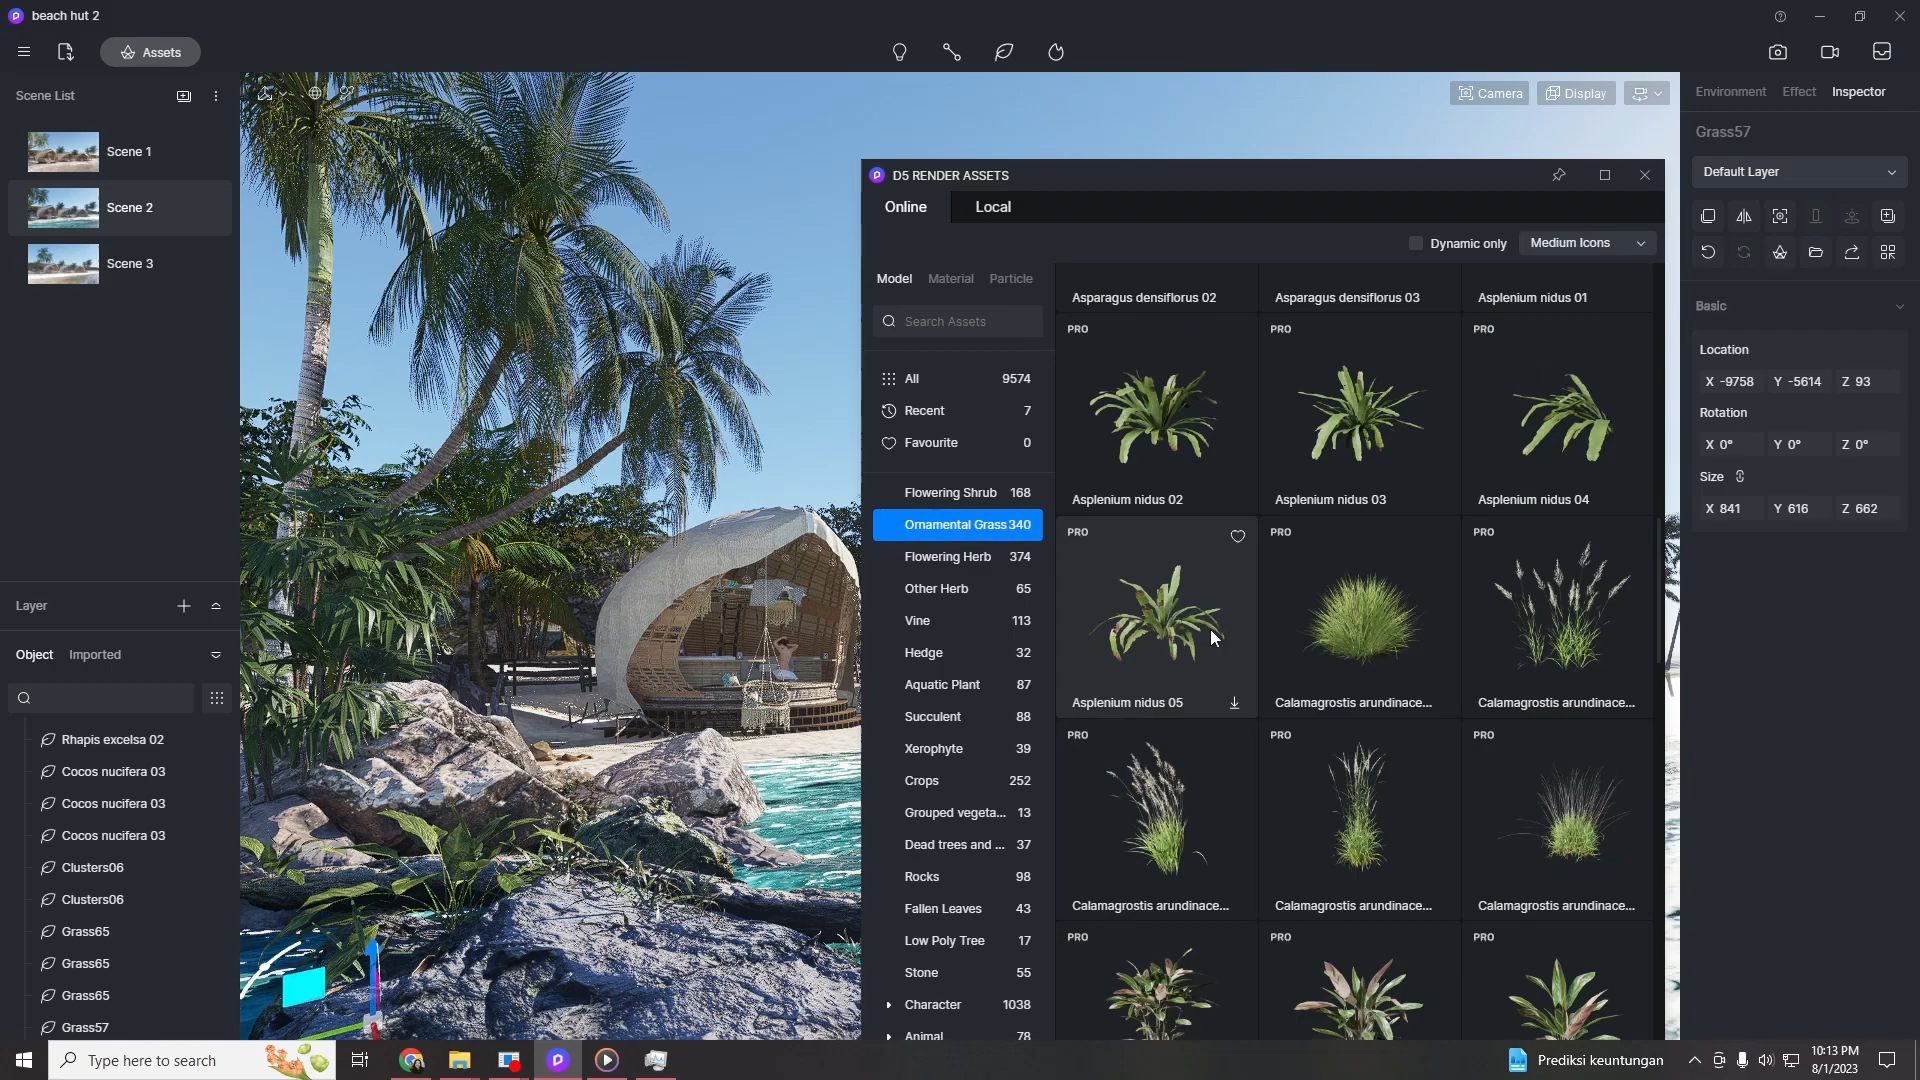 beach hut 2
Assets
Scene List
Camera
Display
Environment
Effect
Inspector
Scene 1
Scene 2
Scene 3
Grass57
Default Layer
D5 RENDER ASSETS
Online
Local
Dynamic only
Medium Icons
Model
Material
Particle
Search Assets
All 9574
Recent 7
Favourite 0
Flowering Shrub 168
Ornamental Grass 340
Flowering Herb 374
Other Herb 65
Vine 113
Hedge 32
Aquatic Plant 87
Succulent 88
Xerophyte 39
Crops 252
Grouped vegeta... 13
Dead trees and ... 37
Rocks 98
Fallen Leaves 43
Low Poly Tree 17
Stone 55
Character 1038
Animal 78
Asparagus densiflorus 02
Asparagus densiflorus 03
Asplenium nidus 01
PRO
PRO
PRO
Asplenium nidus 02
Asplenium nidus 03
Asplenium nidus 04
PRO
PRO
PRO
Asplenium nidus 05
Calamagrostis arundinace...
Calamagrostis arundinace...
PRO
PRO
PRO
Calamagrostis arundinace...
Calamagrostis arundinace...
Calamagrostis arundinace...
PRO
PRO
PRO
Basic
Location
X -9758 Y -5614 Z 93
Rotation
X 0° Y 0° Z 0°
Size
X 841 Y 616 Z 662
Layer
Object
Imported
Rhapis excelsa 02
Cocos nucifera 03
Cocos nucifera 03
Cocos nucifera 03
Clusters06
Clusters06
Grass65
Grass65
Grass65
Grass57
Type here to search
Prediksi keuntungan
10:13 PM
8/1/2023